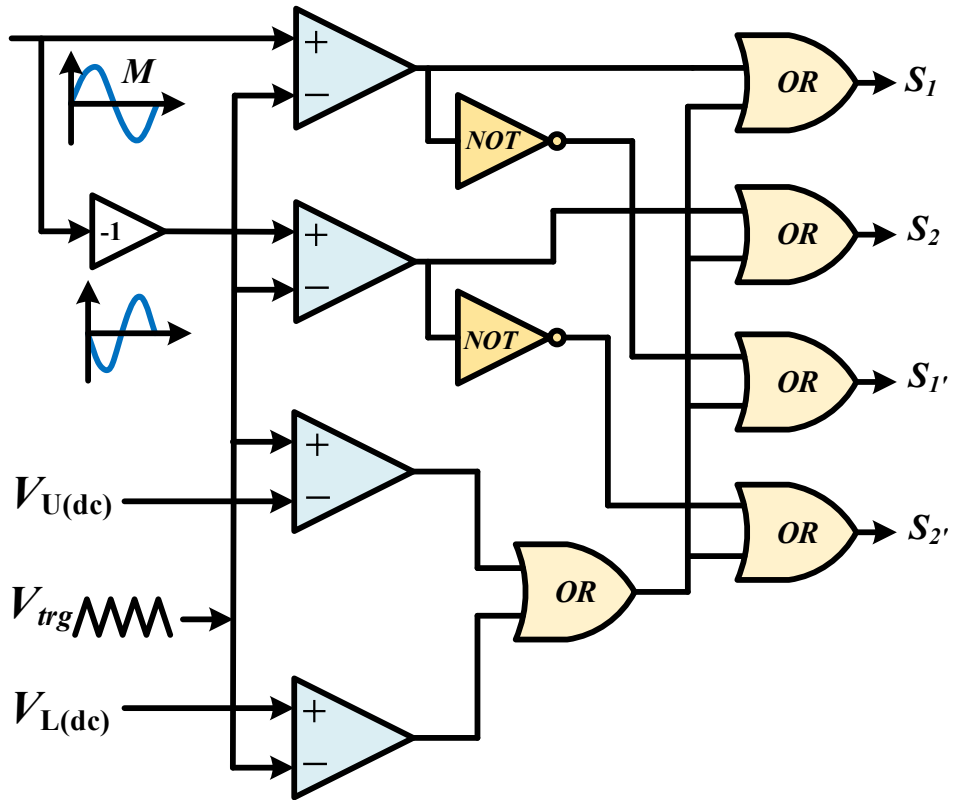 +
M
−
OR
S1
NOT
-1
+
−
OR
S2
NOT
OR
S1'
+
VU(dc)
−
OR
S2'
OR
Vtrg
VL(dc)
+
−